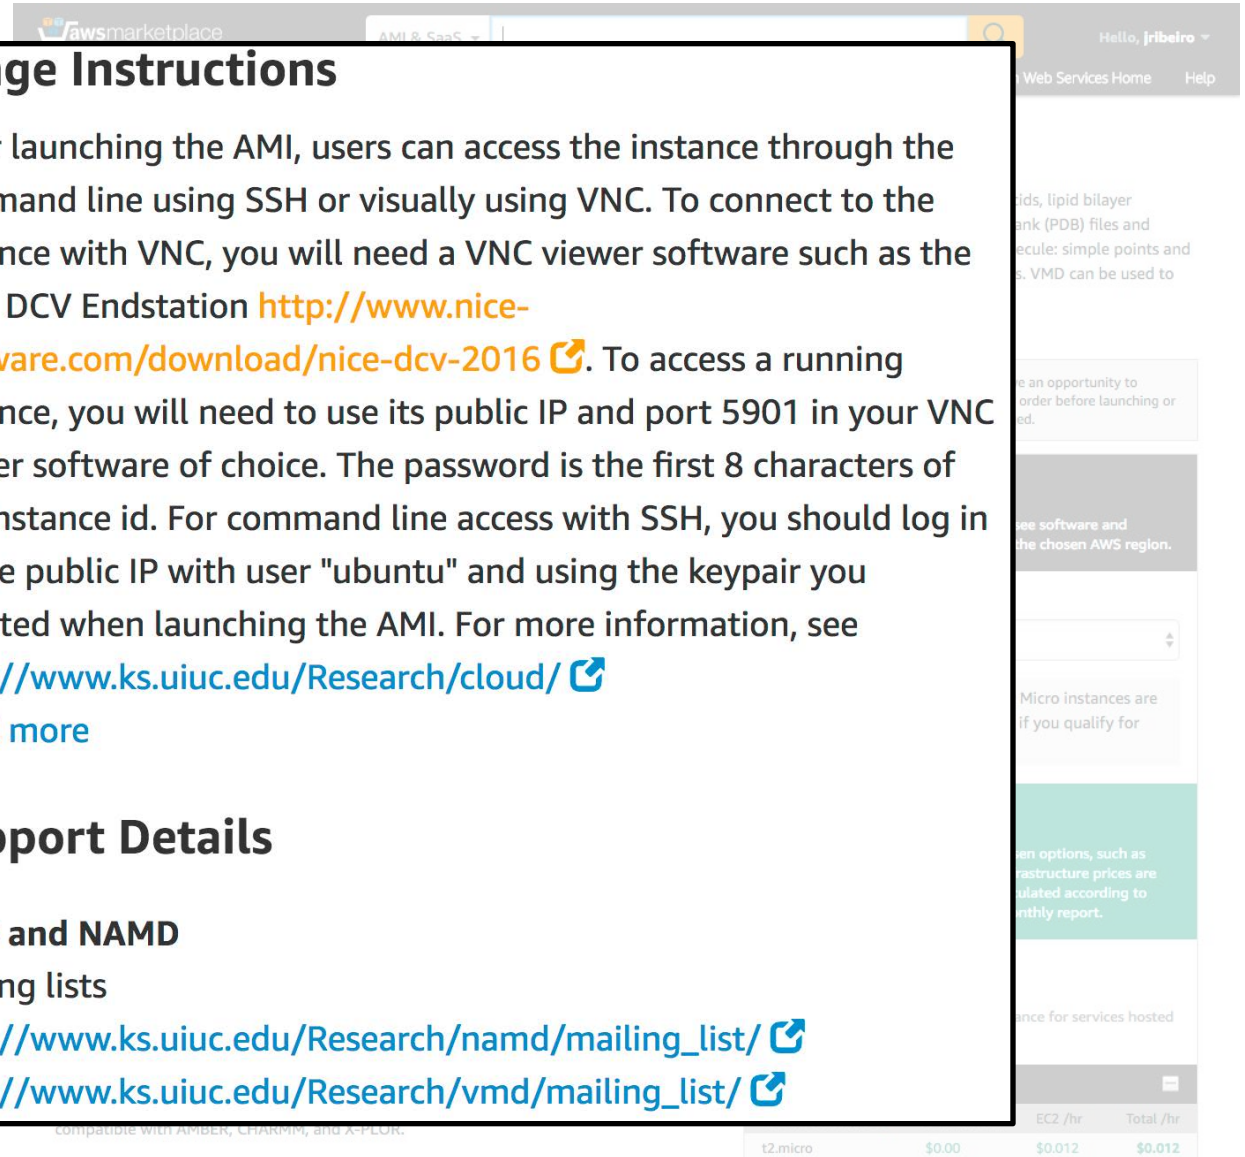 awsmarketplace
AMI & SaaS
Hello, jribeiro
Web Services Home Help
ge Instructions
launching the AMI, users can access the instance through the
mand line using SSH or visually using VNC. To connect to the
nce with VNC, you will need a VNC viewer software such as the
DCV Endstation http://www.nice-
ware.com/download/nice-dcv-2016. To access a running
nce, you will need to use its public IP and port 5901 in your VNC
er software of choice. The password is the first 8 characters of
nstance id. For command line access with SSH, you should log in
e public IP with user "ubuntu" and using the keypair you
ted when launching the AMI. For more information, see
//www.ks.uiuc.edu/Research/cloud/
more
port Details
and NAMD
ng lists
//www.ks.uiuc.edu/Research/namd/mailing_list/
//www.ks.uiuc.edu/Research/vmd/mailing_list/
compatible with AMBER, CHARMM, and X-PLOR.
ids, lipid bilayer
ank (PDB) files and
ecule: simple points and
s. VMD can be used to
e an opportunity to
order before launching or
ed.
see software and
the chosen AWS region.
Micro instances are
if you qualify for
en options, such as
rastructure prices are
ulated according to
nthly report.
ance for services hosted
EC2 /hr Total /hr
t2.micro $0.00 $0.012 $0.012